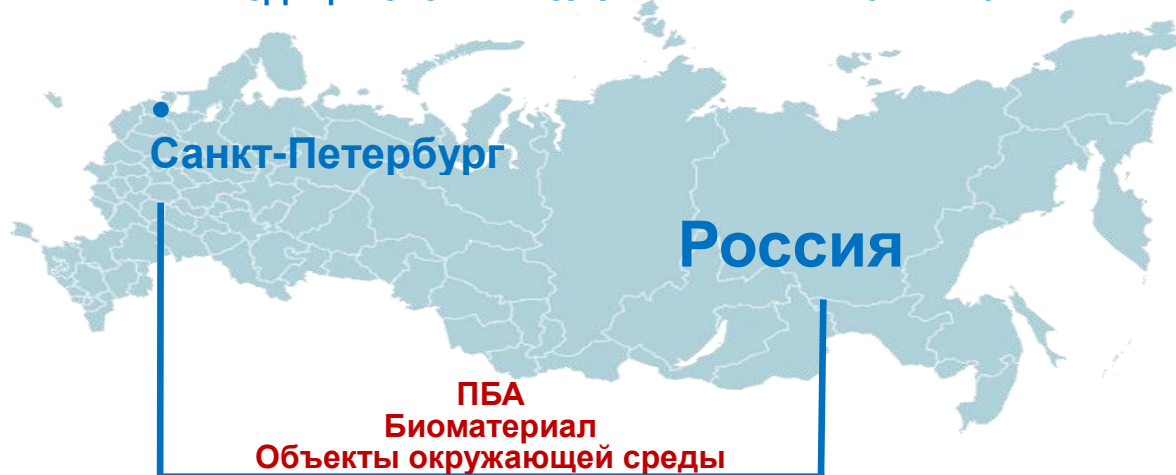 Санкт-Петербург
Россия
ПБА
Биоматериал
Объекты окружающей среды